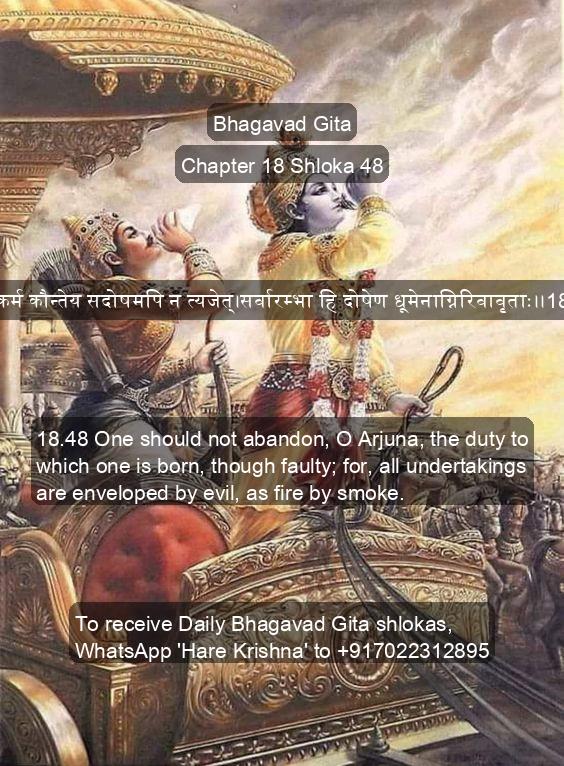 Bhagavad Gita
Chapter 18 Shloka 48
कर्म कौन्तेय सदोषमपि न त्यजेत्।सर्वारम्भा हि दोषेण धूमेनाग्निरिवावृताः।।18
18.48 One should not abandon, O Arjuna, the duty to
which one is born, though faulty; for, all undertakings
are enveloped by evil, as fire by smoke.
To receive Daily Bhagavad Gita shlokas,
WhatsApp 'Hare Krishna' to +917022312895